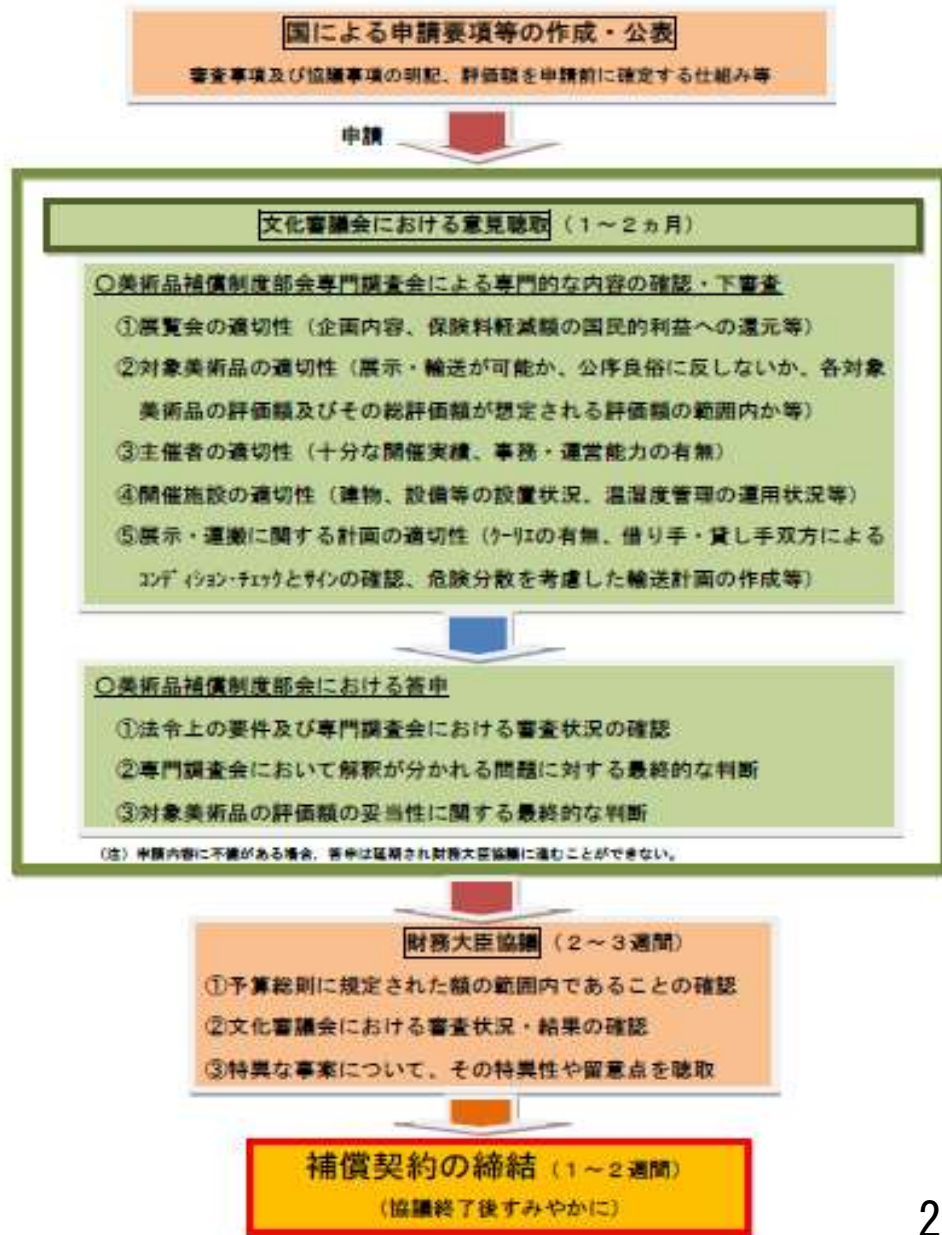 国による申請要項等の作成・公表
審査事項及び協議事項の明記、評価額を申請前に確定する仕組み等
申請
文化審議会における意見聴取（１～２ヵ月）
○美術品補償制度部会専門調査会による専門的な内容の確認・下審査
①展覧会の適切性（企画内容、保険料軽減額の国民的利益への還元等）
②対象美術品の適切性（展示・輸送が可能か、公序良俗に反しないか、各対象
美術品の評価額及びその総評価額が想定される評価額の範囲内か等）
③主催者の適切性（十分な開催実績、事務・運営能力の有無）
④開催施設の適切性（建物、設備等の設置状況、温湿度管理の運用状況等）
⑤展示・運搬に関する計画の適切性（ｸｰﾘｴの有無、借り手・貸し手双方による
ｺﾝﾃﾞｨｼｮﾝ・ﾁｪｯｸとｻｲﾝの確認、危険分散を考慮した輸送計画の作成等）
○美術品補償制度部会における答申
①法令上の要件及び専門調査会における審査状況の確認
②専門調査会において解釈が分かれる問題に対する最終的な判断
③対象美術品の評価額の妥当性に関する最終的な判断
（注）申請内容に不備がある場合、答申は延期され財務大臣協議に進むことができない。
財務大臣協議（２～３週間）
①予算総則に規定された額の範囲内であることの確認
②文化審議会における審査状況・結果の確認
③特異な事案について、その特異性や留意点を聴取
補償契約の締結（１～２週間）
（協議終了後すみやかに）
2